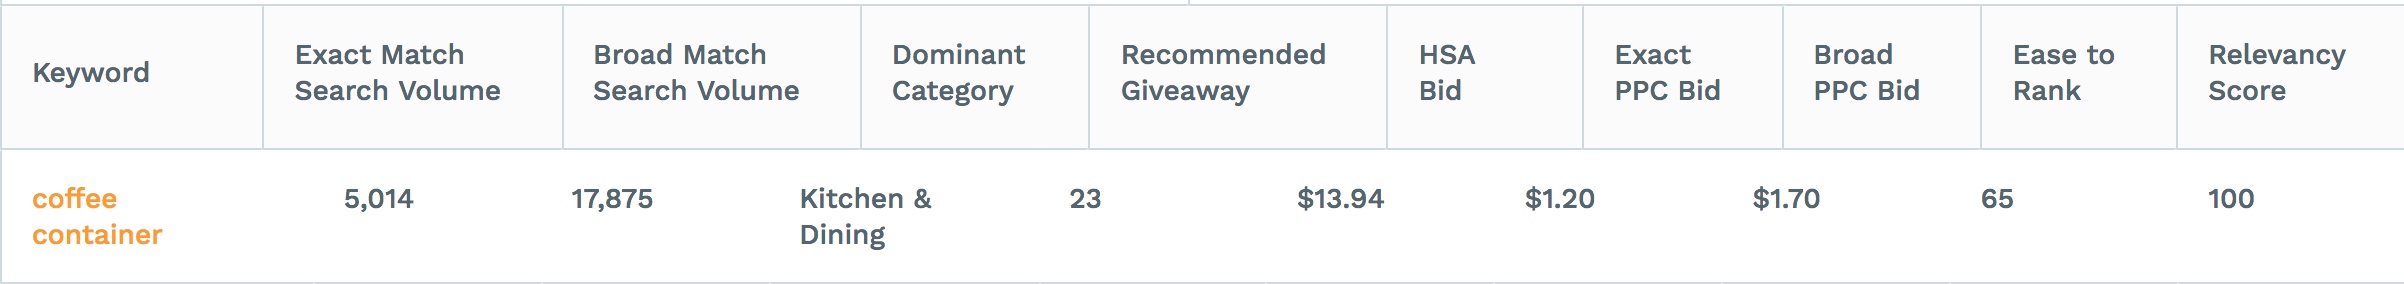 Keyword
Exact Match
Search Volume
Broad Match
Search Volume
Dominant
Category
Recommended
Giveaway
HSA
Bid
Exact
PPC Bid
Broad
PPC Bid
Ease to
Rank
Relevancy
Score
coffee
container
5,014
17,875
Kitchen &
Dining
23
$13.94
$1.20
$1.70
65
100